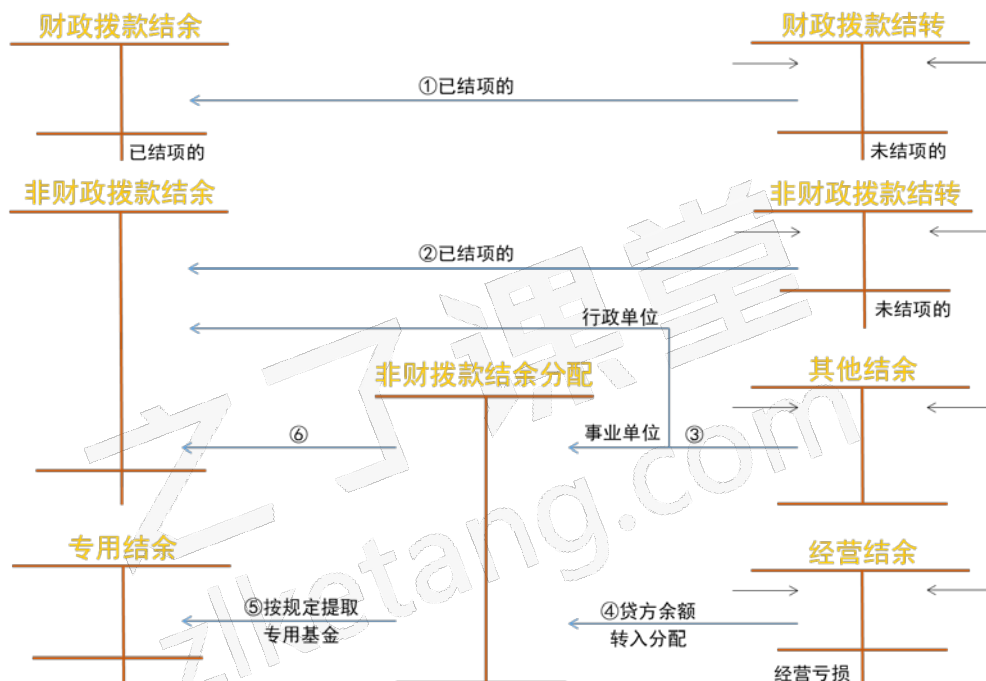 财政拨款结余
财政拨款结转
①已结项的
已结项的
未结项的
非财政拨款结余
非财政拨款结转
②已结项的
未结项的
行政单位
非财拨款结余分配
其他结余
事业单位
③
⑥
专用结余
经营结余
⑤按规定提取
专用基金
④贷方余额
转入分配
经营亏损
之了课堂
zlketang.com